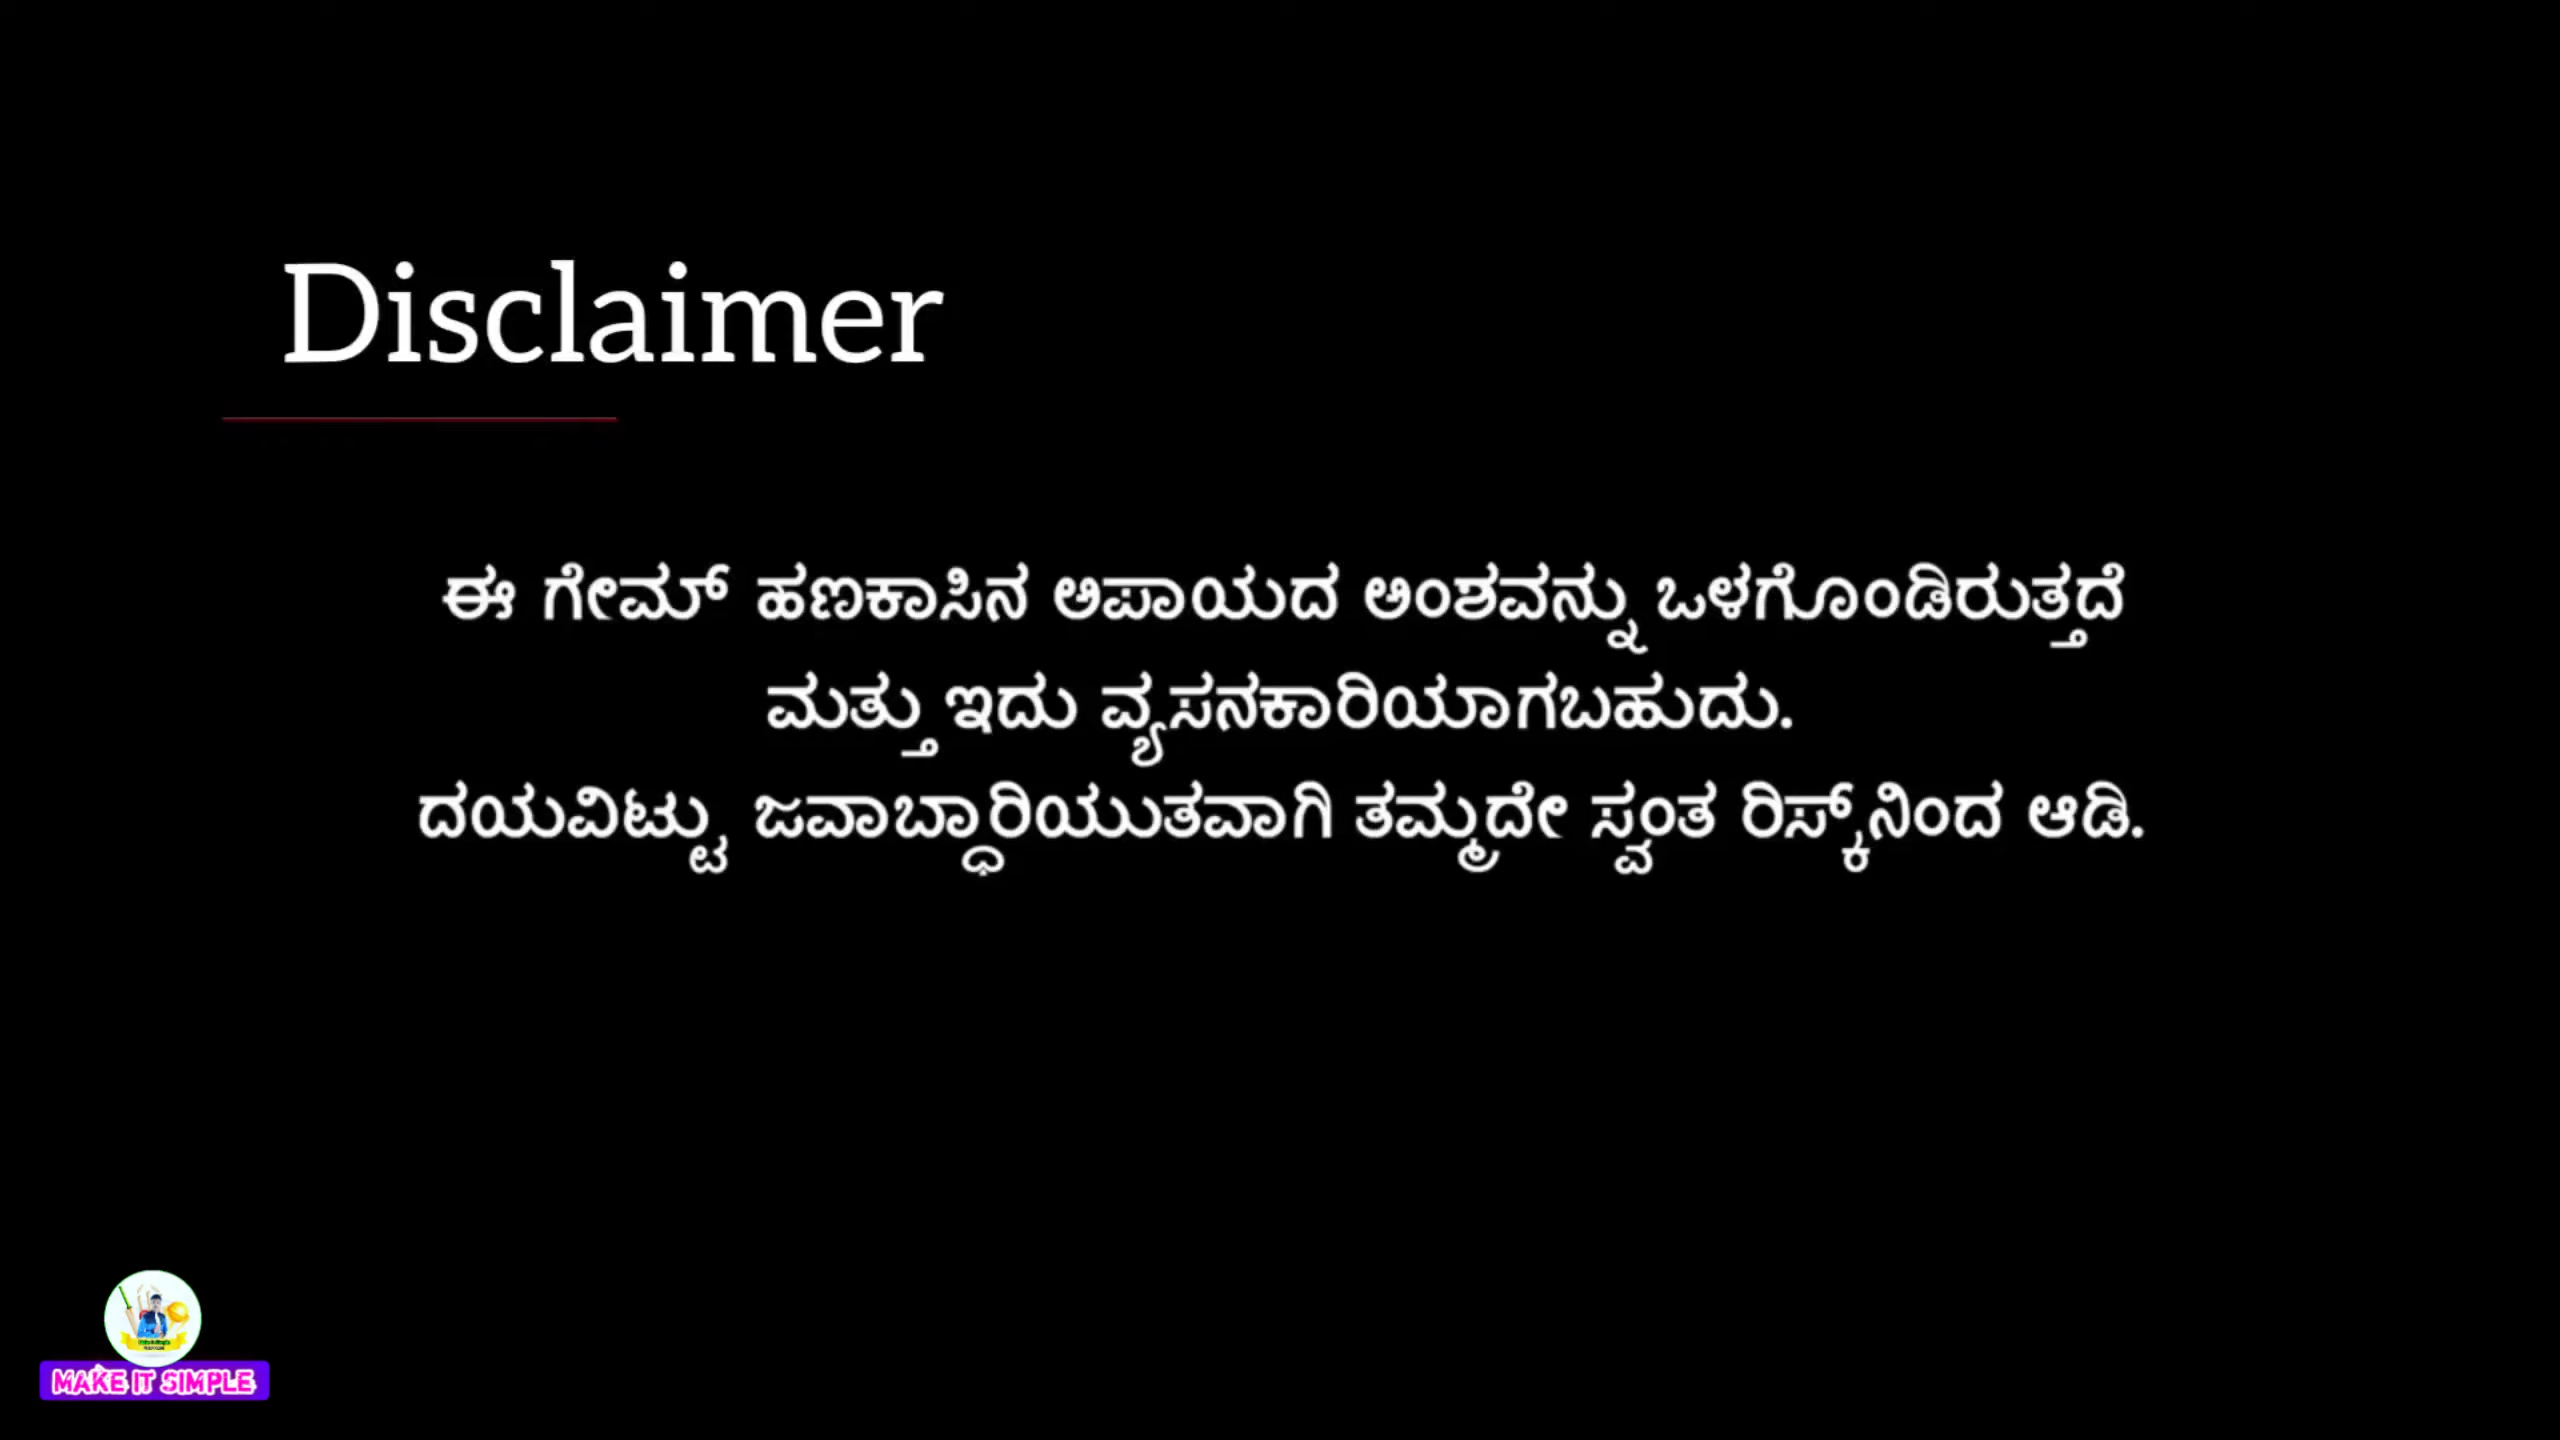 Disclaimer
ಈ ಗೇಮ್ ಹಣಕಾಸಿನ ಅಪಾಯದ ಅಂಶವನ್ನು ಒಳಗೊಂಡಿರುತ್ತದೆ
ಮತ್ತು ಇದು ವ್ಯಸನಕಾರಿಯಾಗಬಹುದು.
ದಯವಿಟ್ಟು ಜವಾಬ್ಧಾರಿಯುತವಾಗಿ ತಮ್ಮದೇ ಸ್ವಂತ ರಿಸ್ಕ್‌ನಿಂದ ಆಡಿ.
MAKE IT SIMPLE